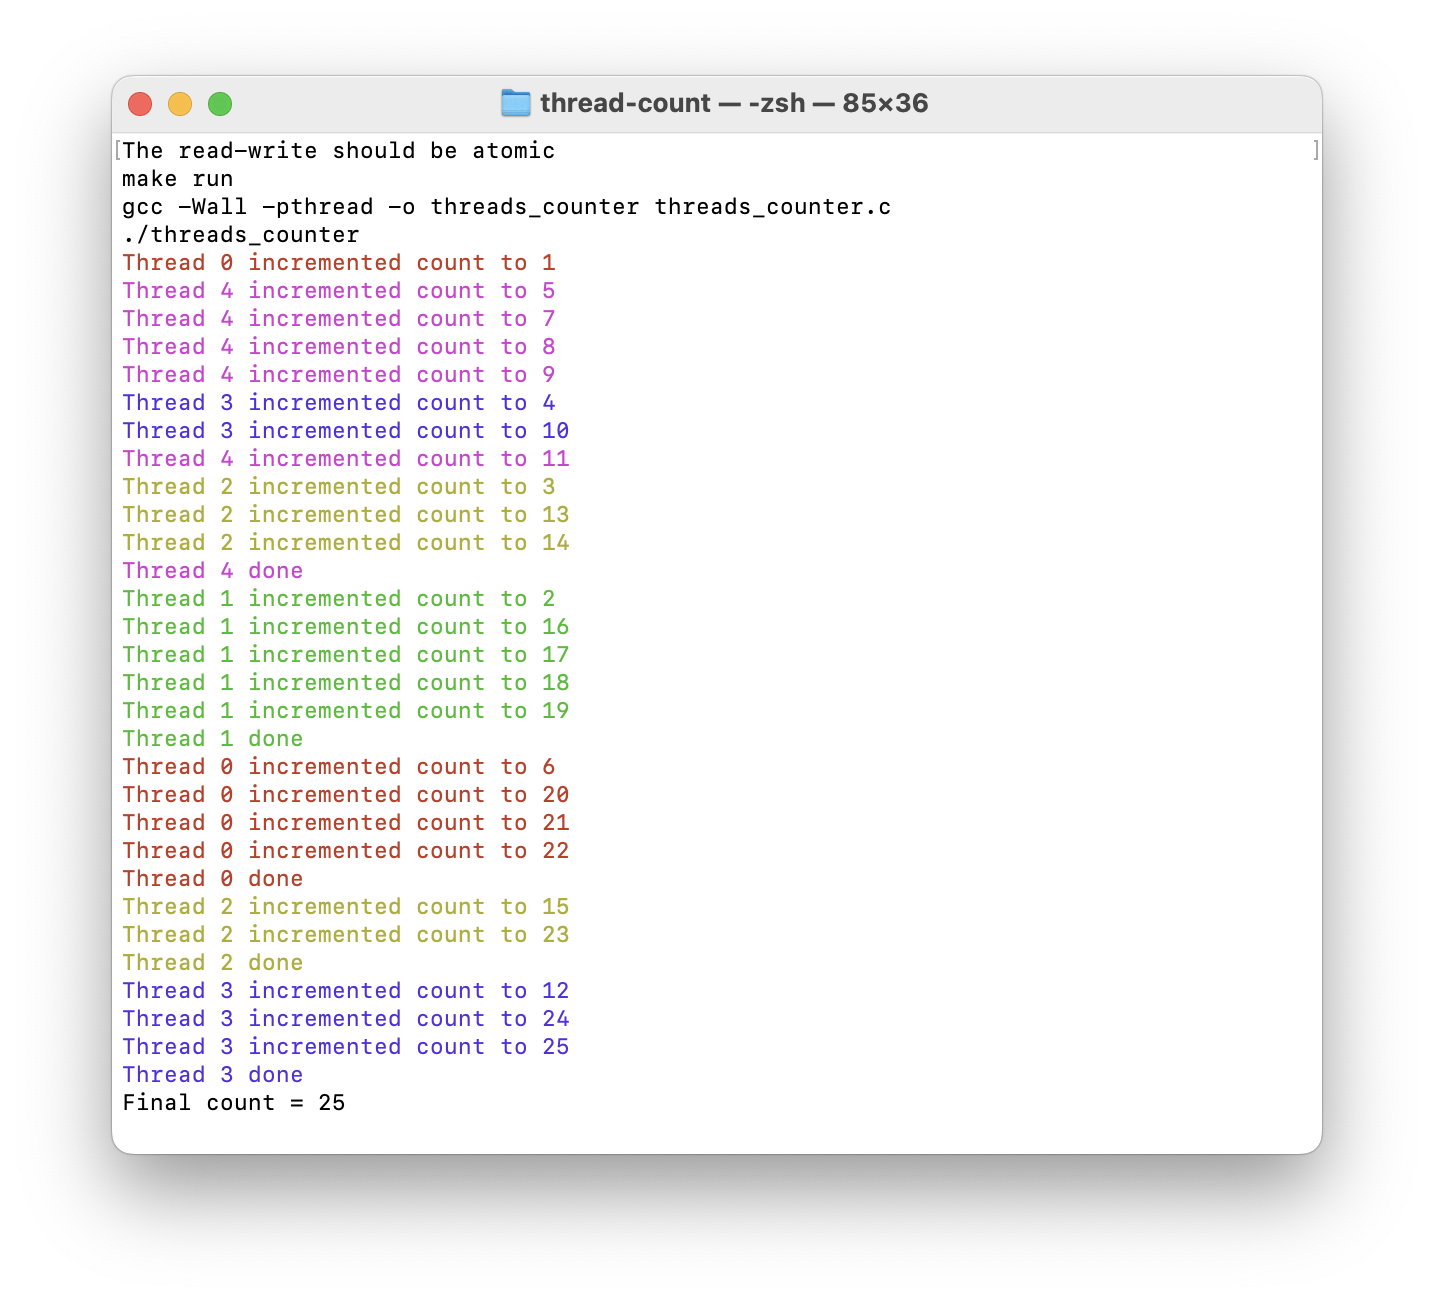 thread-count — -zsh — 85×36
[The read-write should be atomic ]
make run
gcc -Wall -pthread -o threads_counter threads_counter.c
./threads_counter
Thread 0 incremented count to 1
Thread 4 incremented count to 5
Thread 4 incremented count to 7
Thread 4 incremented count to 8
Thread 4 incremented count to 9
Thread 3 incremented count to 4
Thread 3 incremented count to 10
Thread 4 incremented count to 11
Thread 2 incremented count to 3
Thread 2 incremented count to 13
Thread 2 incremented count to 14
Thread 4 done
Thread 1 incremented count to 2
Thread 1 incremented count to 16
Thread 1 incremented count to 17
Thread 1 incremented count to 18
Thread 1 incremented count to 19
Thread 1 done
Thread 0 incremented count to 6
Thread 0 incremented count to 20
Thread 0 incremented count to 21
Thread 0 incremented count to 22
Thread 0 done
Thread 2 incremented count to 15
Thread 2 incremented count to 23
Thread 2 done
Thread 3 incremented count to 12
Thread 3 incremented count to 24
Thread 3 incremented count to 25
Thread 3 done
Final count = 25